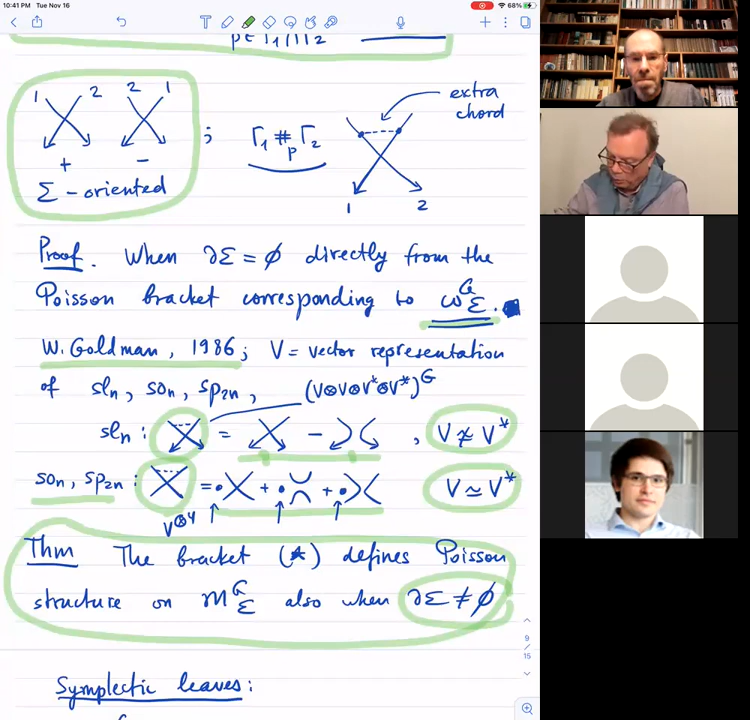 10:41 PM Tue Nov 16
68%
p ∈ Γ1 ∩ Γ2
1 2 2 1
+ −
Σ - oriented
;
Γ1 #p Γ2
extra
chord
1 2
Proof. When ∂Σ = ∅ directly from the
Poisson bracket corresponding to ω^G_Σ.
W. Goldman, 1986; V = vector representation
of sln, son, sp2n, (V⊗V⊗V*⊗V*)^G
sln : = − , V ≄ V*
son, sp2n : = • + • + • V ≃ V*
V⊗4
Thm The bracket (*) defines Poisson
structure on M^G_Σ also when ∂Σ ≠ ∅
9
15
Symplectic leaves: